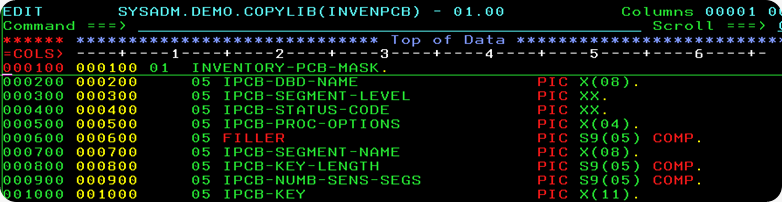 EDIT       SYSADM.DEMO.COPYLIB(INVENPCB) - 01.00          Columns 00001
Command ===>                                              Scroll ===>
****** **************************** Top of Data ****************************
=COLS> ----+----1----+----2----+----3----+----4----+----5----+----6----+-
000100 000100 01  INVENTORY-PCB-MASK.
000200 000200     05 IPCB-DBD-NAME                  PIC X(08).
000300 000300     05 IPCB-SEGMENT-LEVEL             PIC XX.
000400 000400     05 IPCB-STATUS-CODE               PIC XX.
000500 000500     05 IPCB-PROC-OPTIONS              PIC X(04).
000600 000600     05 FILLER                         PIC S9(05) COMP.
000700 000700     05 IPCB-SEGMENT-NAME              PIC X(08).
000800 000800     05 IPCB-KEY-LENGTH                PIC S9(05) COMP.
000900 000900     05 IPCB-NUMB-SENS-SEGS            PIC S9(05) COMP.
001000 001000     05 IPCB-KEY                       PIC X(11).